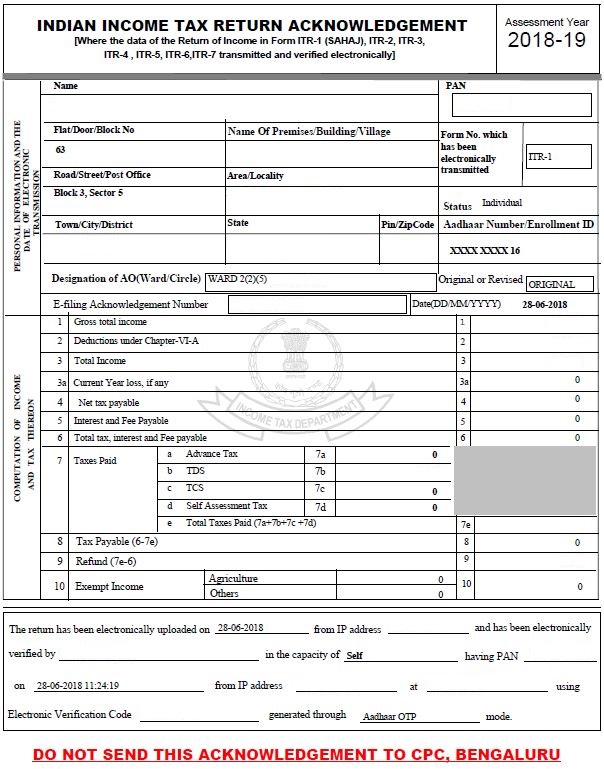 INDIAN INCOME TAX RETURN ACKNOWLEDGEMENT
[Where the data of the Return of Income in Form ITR-1 (SAHAJ), ITR-2, ITR-3,
ITR-4 , ITR-5, ITR-6,ITR-7 transmitted and verified electronically]
Assessment Year
2018-19
PERSONAL INFORMATION AND THE
DATE OF ELECTRONIC
TRANSMISSION
Name
PAN
Flat/Door/Block No
Name Of Premises/Building/Village
63
Form No. which
has been
electronically
transmitted
ITR-1
Road/Street/Post Office
Area/Locality
Block 3, Sector 5
Status Individual
Town/City/District
State
Pin/ZipCode
Aadhaar Number/Enrollment ID
XXXX XXXX 16
Designation of AO(Ward/Circle) WARD 2(2)(5)
Original or Revised ORIGINAL
E-filing Acknowledgement Number
Date(DD/MM/YYYY) 28-06-2018
COMPUTATION OF INCOME
AND TAX THEREON
1 Gross total income 1
2 Deductions under Chapter-VI-A 2
3 Total Income 3
3a Current Year loss, if any 3a 0
4 Net tax payable 4 0
5 Interest and Fee Payable 5 0
6 Total tax, interest and Fee payable 6 0
7 Taxes Paid
a Advance Tax 7a 0
b TDS 7b
c TCS 7c 0
d Self Assessment Tax 7d 0
e Total Taxes Paid (7a+7b+7c +7d) 7e
8 Tax Payable (6-7e) 8 0
9 Refund (7e-6) 9
10 Exempt Income
Agriculture 0
Others 0
10 0
INCOME TAX DEPARTMENT
The return has been electronically uploaded on 28-06-2018 from IP address and has been electronically
verified by in the capacity of Self having PAN
on 28-06-2018 11:24:19 from IP address at using
Electronic Verification Code generated through Aadhaar OTP mode.
DO NOT SEND THIS ACKNOWLEDGEMENT TO CPC, BENGALURU